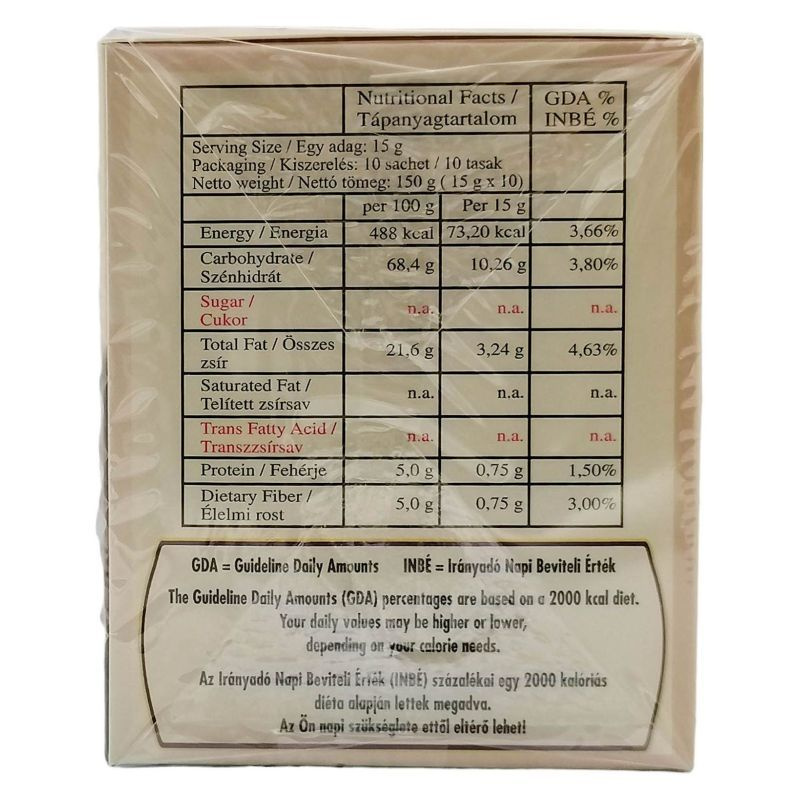 Nutritional Facts / GDA %
Tápanyagtartalom INBÉ %
Serving Size / Egy adag: 15 g
Packaging / Kiszerelés: 10 sachet / 10 tasak
Netto weight / Nettó tömeg: 150 g ( 15 g x 10)
per 100 g Per 15 g
Energy / Energia 488 kcal 73,20 kcal 3,66%
Carbohydrate /
Szénhidrát 68,4 g 10,26 g 3,80%
Sugar /
Cukor n.a. n.a. n.a.
Total Fat / Összes
zsír 21,6 g 3,24 g 4,63%
Saturated Fat /
Telített zsírsav n.a. n.a. n.a.
Trans Fatty Acid /
Transzzsírsav n.a. n.a. n.a.
Protein / Fehérje 5,0 g 0,75 g 1,50%
Dietary Fiber /
Élelmi rost 5,0 g 0,75 g 3,00%
GDA = Guideline Daily Amounts INBÉ = Irányadó Napi Beviteli Érték
The Guideline Daily Amounts (GDA) percentages are based on a 2000 kcal diet.
Your daily values may be higher or lower,
depending on your calorie needs.
Az Irányadó Napi Beviteli Érték (INBÉ) százalékai egy 2000 kalóriás
diéta alapján lettek megadva.
Az Ön napi szükséglete ettől eltérő lehet!